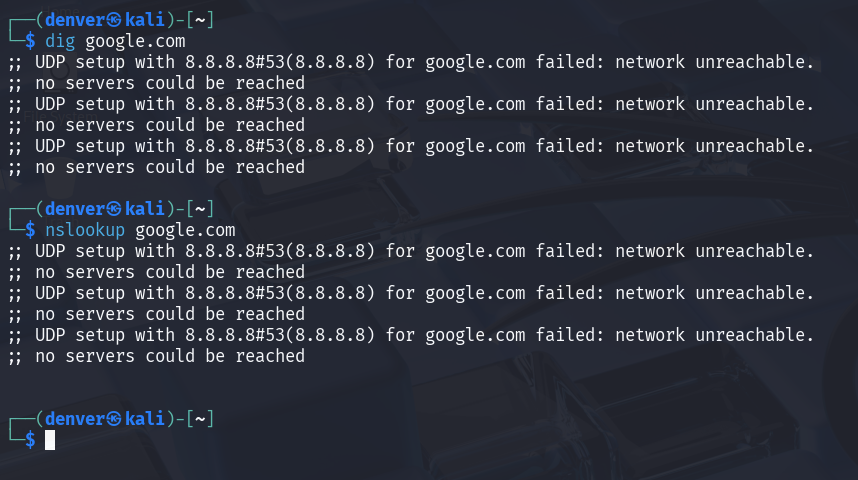 ┌──(denver㉿kali)-[~]
└─$ dig google.com
;; UDP setup with 8.8.8.8#53(8.8.8.8) for google.com failed: network unreachable.
;; no servers could be reached
;; UDP setup with 8.8.8.8#53(8.8.8.8) for google.com failed: network unreachable.
;; no servers could be reached
;; UDP setup with 8.8.8.8#53(8.8.8.8) for google.com failed: network unreachable.
;; no servers could be reached
┌──(denver㉿kali)-[~]
└─$ nslookup google.com
;; UDP setup with 8.8.8.8#53(8.8.8.8) for google.com failed: network unreachable.
;; no servers could be reached
;; UDP setup with 8.8.8.8#53(8.8.8.8) for google.com failed: network unreachable.
;; no servers could be reached
;; UDP setup with 8.8.8.8#53(8.8.8.8) for google.com failed: network unreachable.
;; no servers could be reached
┌──(denver㉿kali)-[~]
└─$